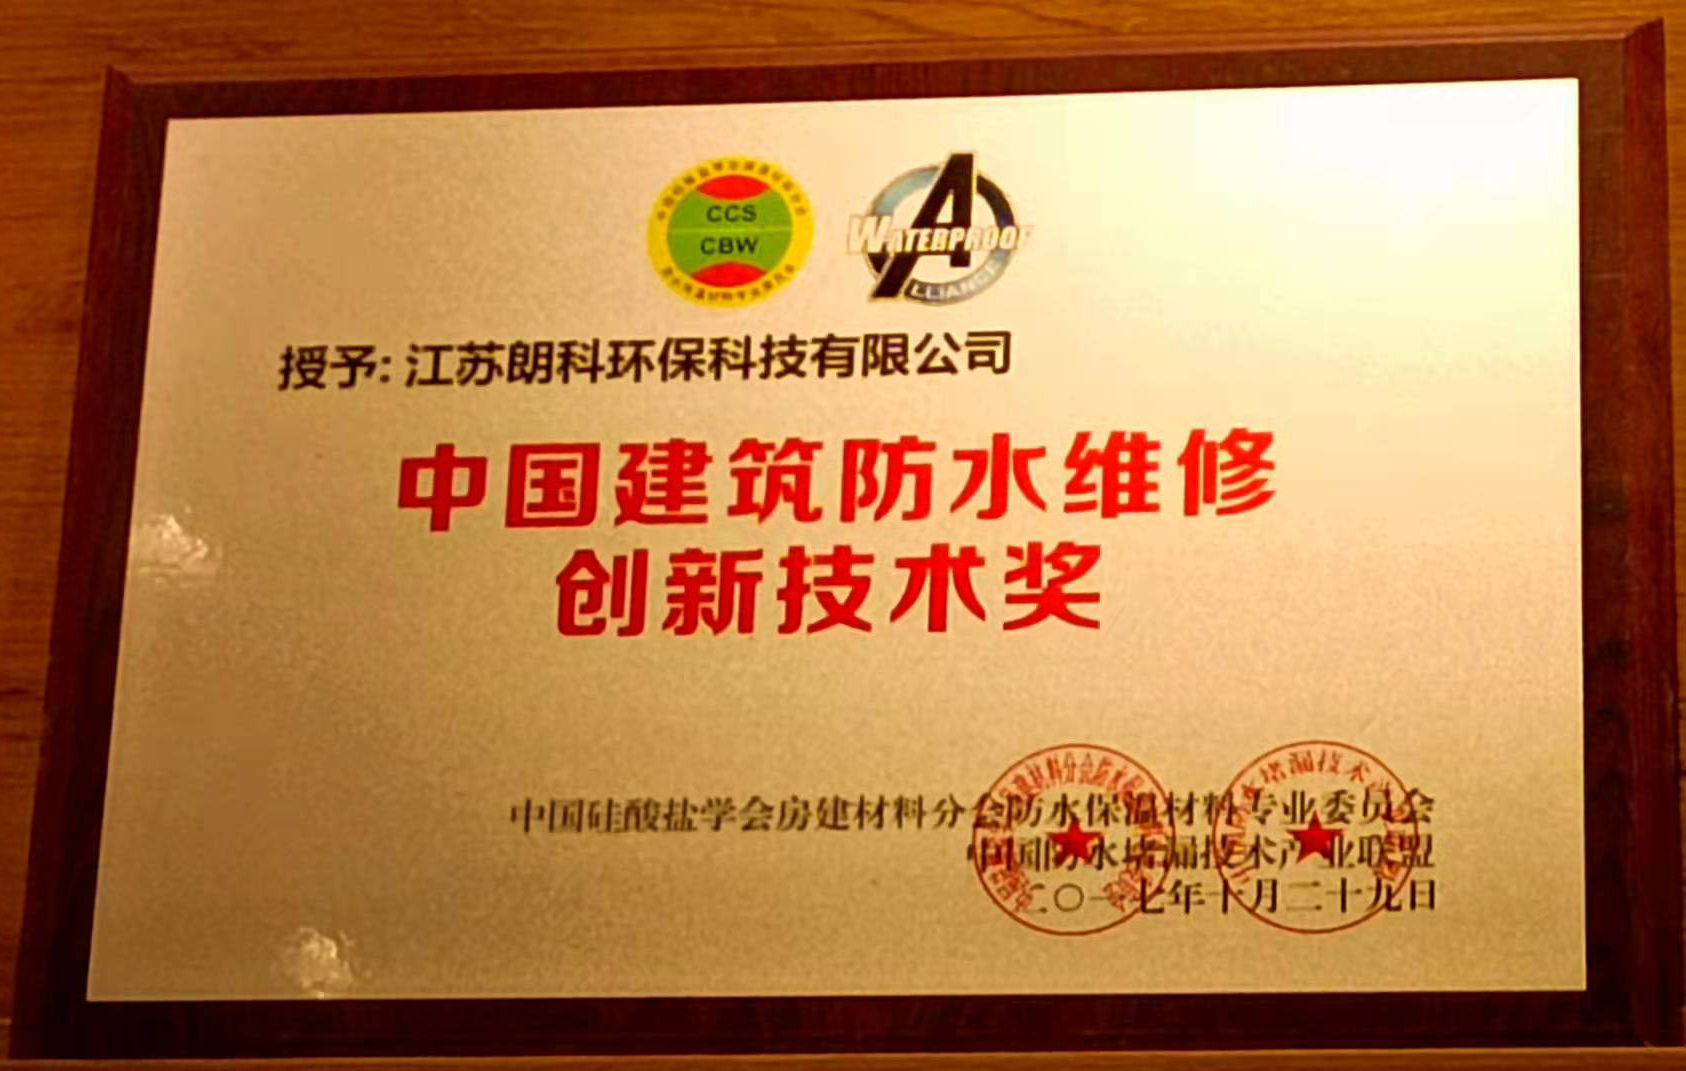 CCS
CBW
A
WATERPROOF
LLIANCE
授予:江苏朗科环保科技有限公司
中国建筑防水维修
创新技术奖
中国硅酸盐学会房建材料分会防水保温材料专业委员会
中国防水堵漏技术产业联盟
二〇一七年十月二十九日